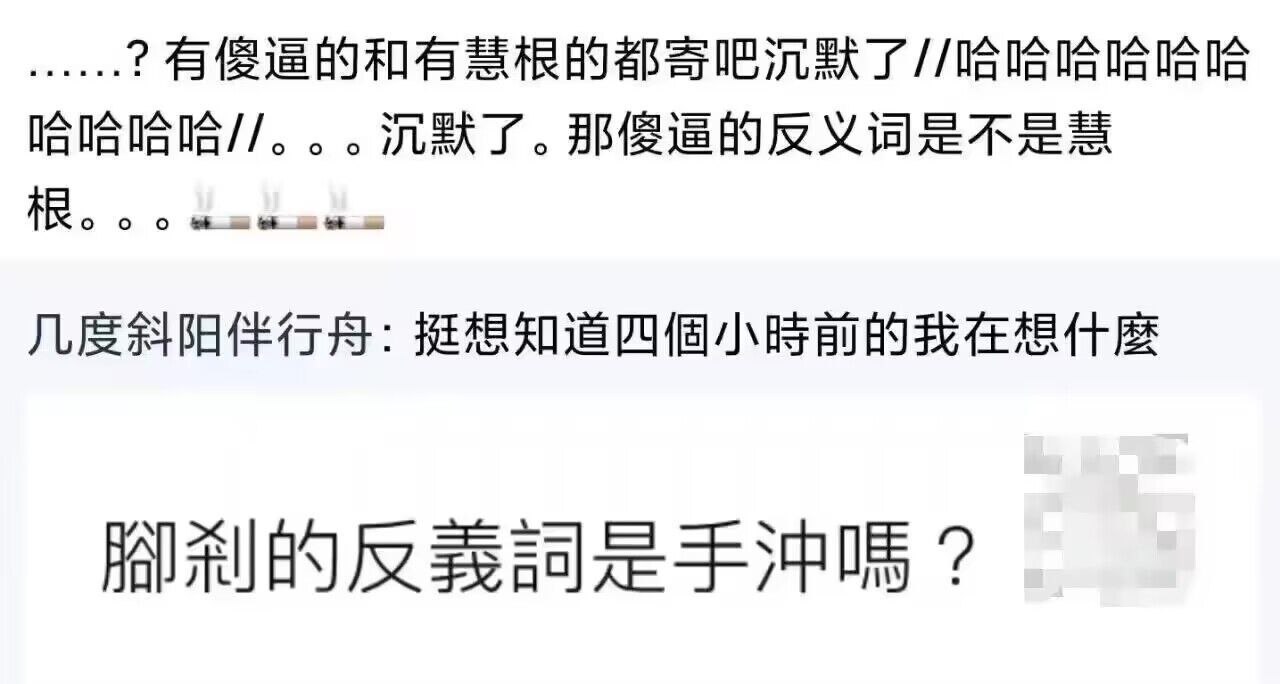 ……? 有傻逼的和有慧根的都寄吧沉默了//哈哈哈哈哈哈
哈哈哈哈//。。。沉默了。那傻逼的反义词是不是慧
根。。。
几度斜阳伴行舟: 挺想知道四個小時前的我在想什麼
腳剎的反義詞是手沖嗎?